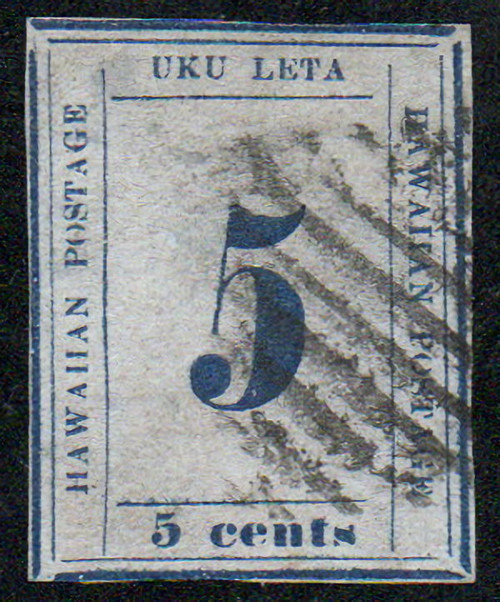 UKU LETA
HAWAIIAN POSTAGE
5
HAWAIIAN POSTAGE
5 cents